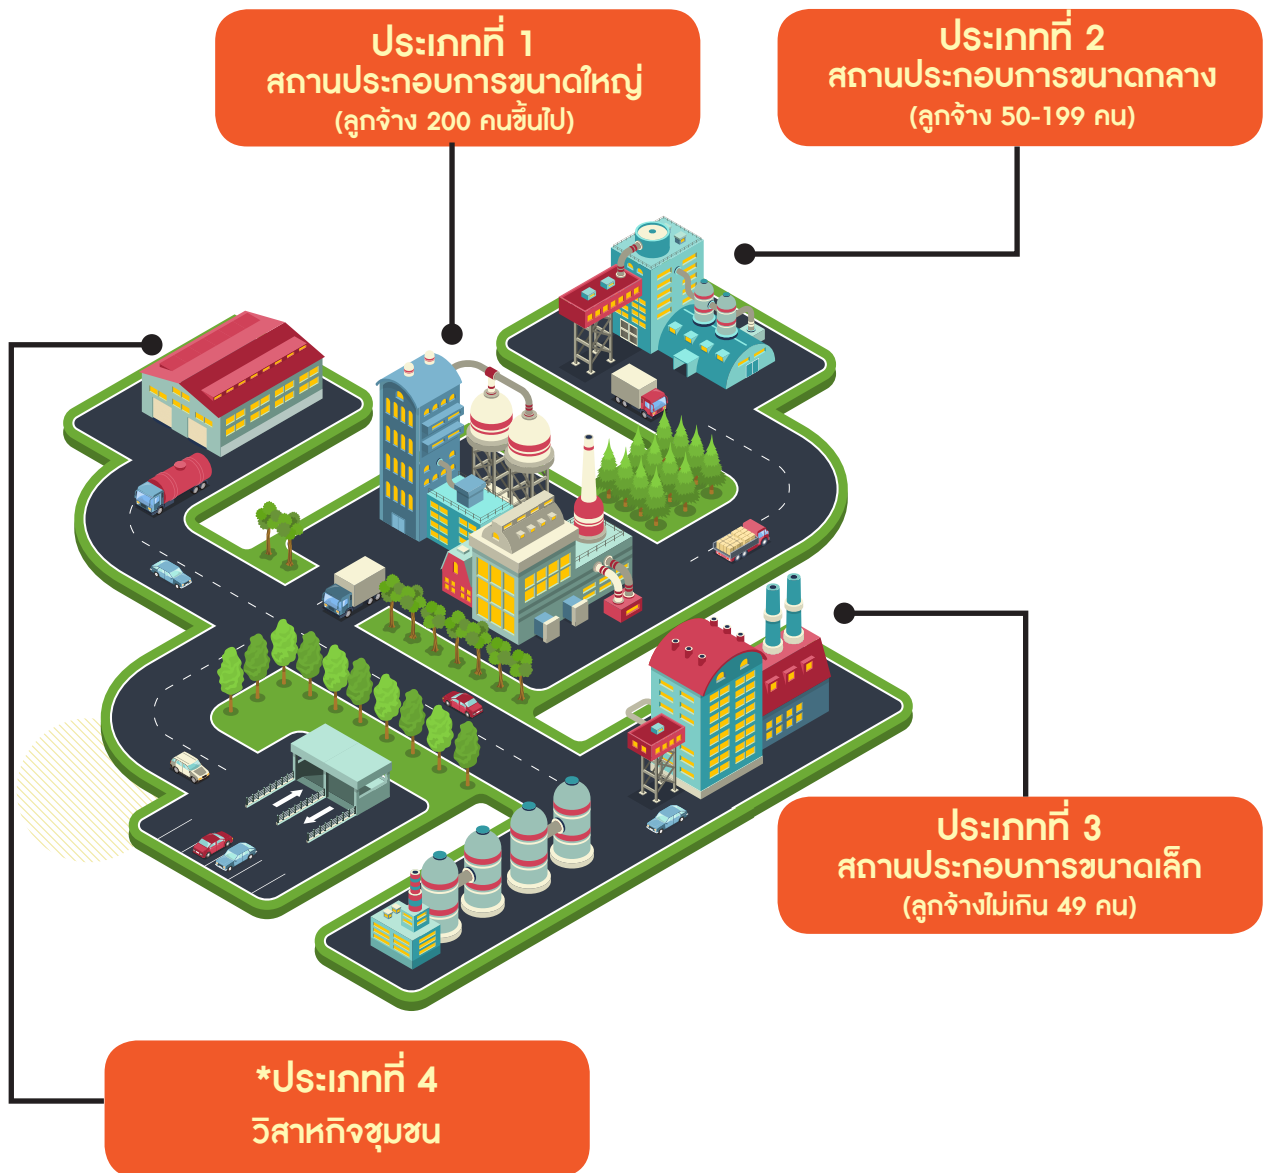 ประเภทที่ 1
สถานประกอบการขนาดใหญ่
(ลูกจ้าง 200 คนขึ้นไป)
ประเภทที่ 2
สถานประกอบการขนาดกลาง
(ลูกจ้าง 50-199 คน)
ประเภทที่ 3
สถานประกอบการขนาดเล็ก
(ลูกจ้างไม่เกิน 49 คน)
*ประเภทที่ 4
วิสาหกิจชุมชน